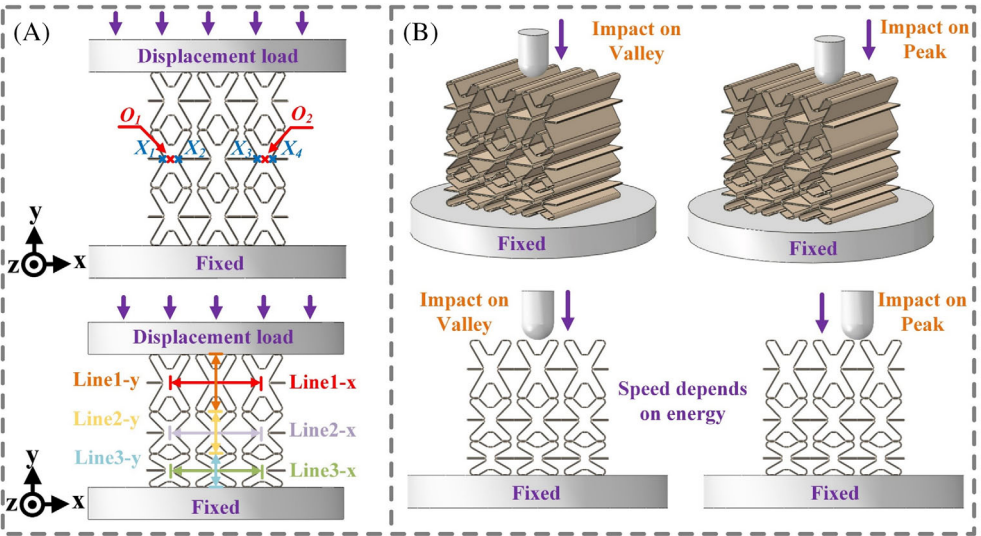 (A)
Displacement load
O1 O2
X1 X2 X3 X4
y
z x
Fixed
Displacement load
Line1-y Line1-x
Line2-y Line2-x
Line3-y Line3-x
y
z x
Fixed
(B)
Impact on
Valley
Impact on
Peak
Fixed
Fixed
Impact on
Valley
Impact on
Peak
Speed depends
on energy
Fixed
Fixed